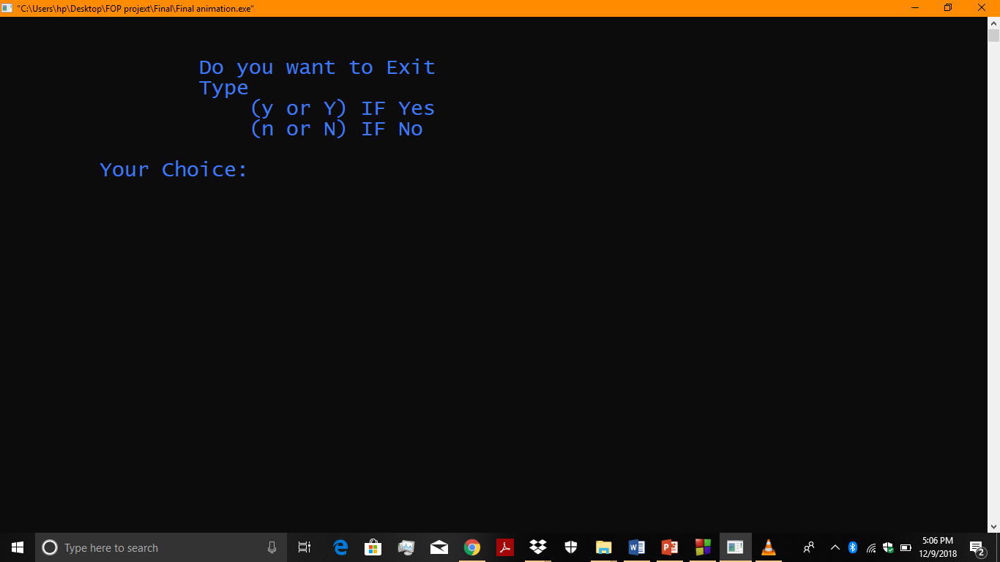 "C:\Users\hp\Desktop\FOP projext\Final\Final animation.exe"
Do you want to Exit
Type
(y or Y) IF Yes
(n or N) IF No
Your Choice:
Type here to search
5:06 PM
12/9/2018
2